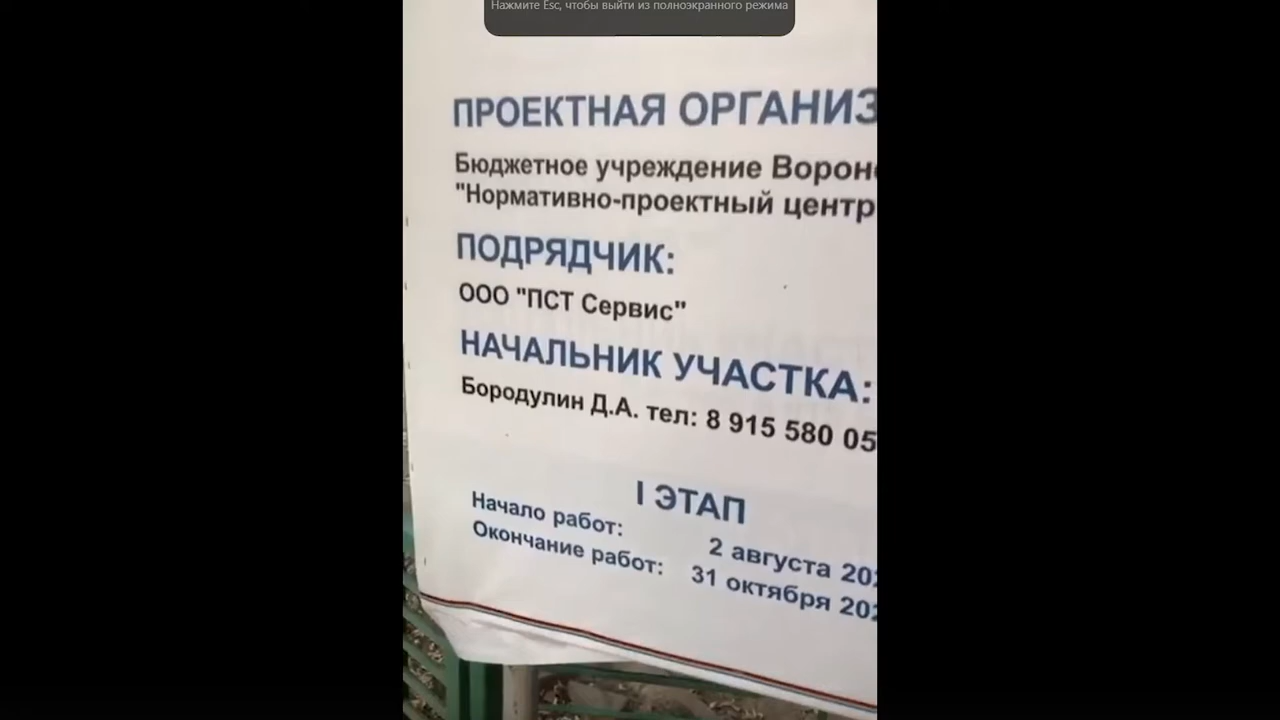 Нажмите Esc, чтобы выйти из полноэкранного режима
ПРОЕКТНАЯ ОРГАНИЗ
Бюджетное учреждение Вороне
"Нормативно-проектный центр
ПОДРЯДЧИК:
ООО "ПСТ Сервис"
НАЧАЛЬНИК УЧАСТКА:
Бородулин Д.А. тел: 8 915 580 05
I ЭТАП
Начало работ: 2 августа 202
Окончание работ: 31 октября 202